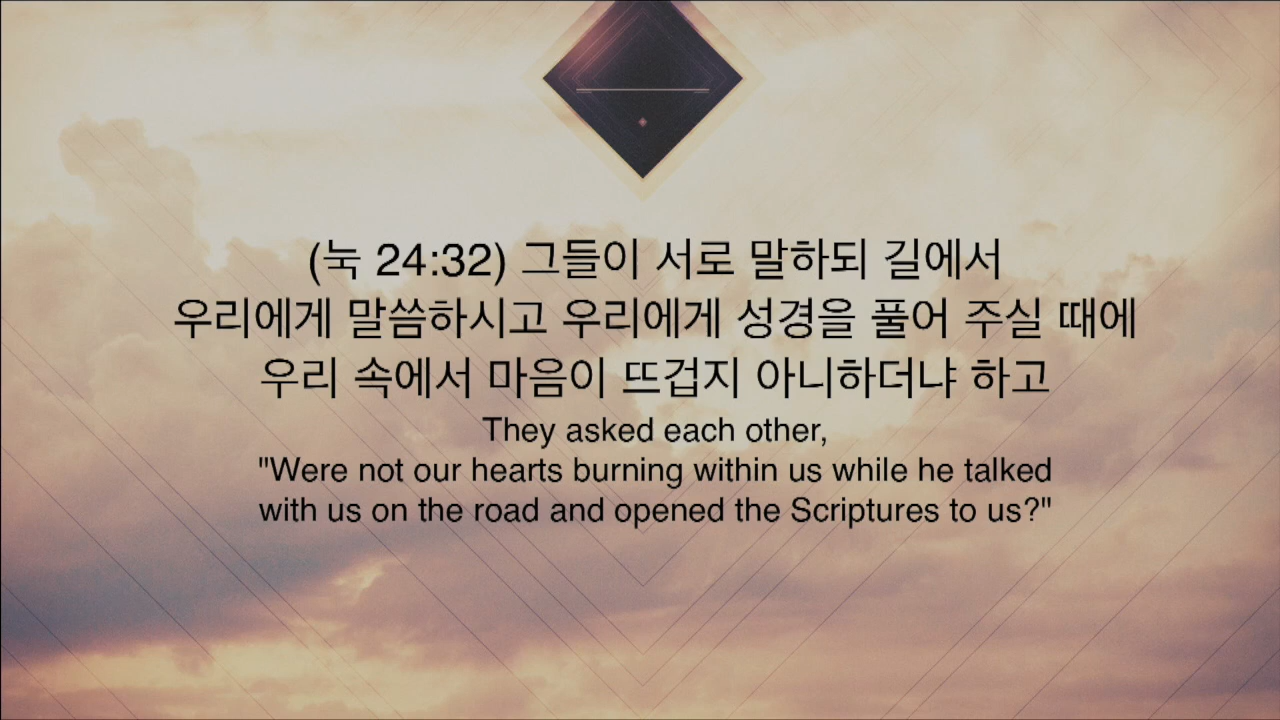 (눅 24:32) 그들이 서로 말하되 길에서
우리에게 말씀하시고 우리에게 성경을 풀어 주실 때에
우리 속에서 마음이 뜨겁지 아니하더냐 하고
They asked each other,
"Were not our hearts burning within us while he talked
with us on the road and opened the Scriptures to us?"